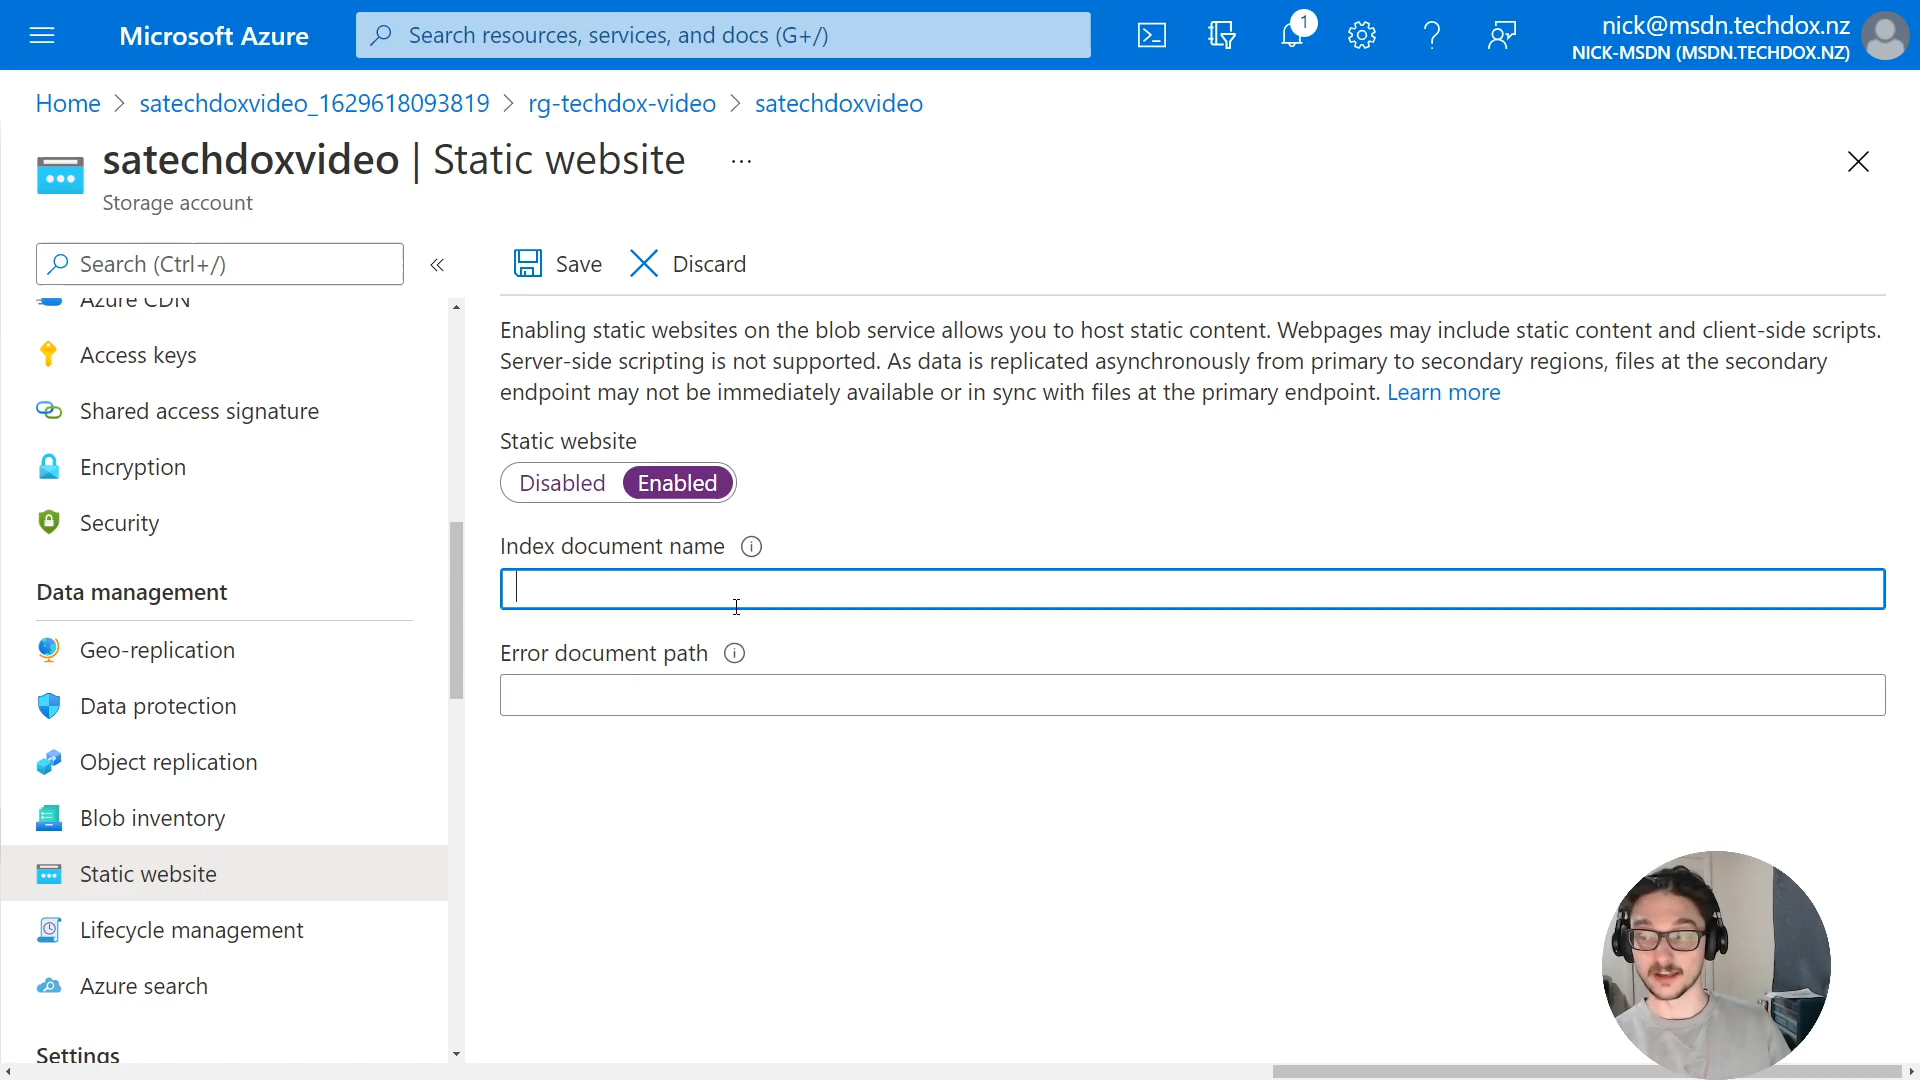 Microsoft Azure
Search resources, services, and docs (G+/)
1
nick@msdn.techdox.nz
NICK-MSDN (MSDN.TECHDOX.NZ)
Home > satechdoxvideo_1629618093819 > rg-techdox-video > satechdoxvideo
satechdoxvideo | Static website ...
Storage account
Search (Ctrl+/)
«
Save
Discard
Azure CDN
Access keys
Shared access signature
Encryption
Security
Data management
Geo-replication
Data protection
Object replication
Blob inventory
Static website
Lifecycle management
Azure search
Settings
Enabling static websites on the blob service allows you to host static content. Webpages may include static content and client-side scripts.
Server-side scripting is not supported. As data is replicated asynchronously from primary to secondary regions, files at the secondary
endpoint may not be immediately available or in sync with files at the primary endpoint. Learn more
Static website
Disabled Enabled
Index document name
Error document path